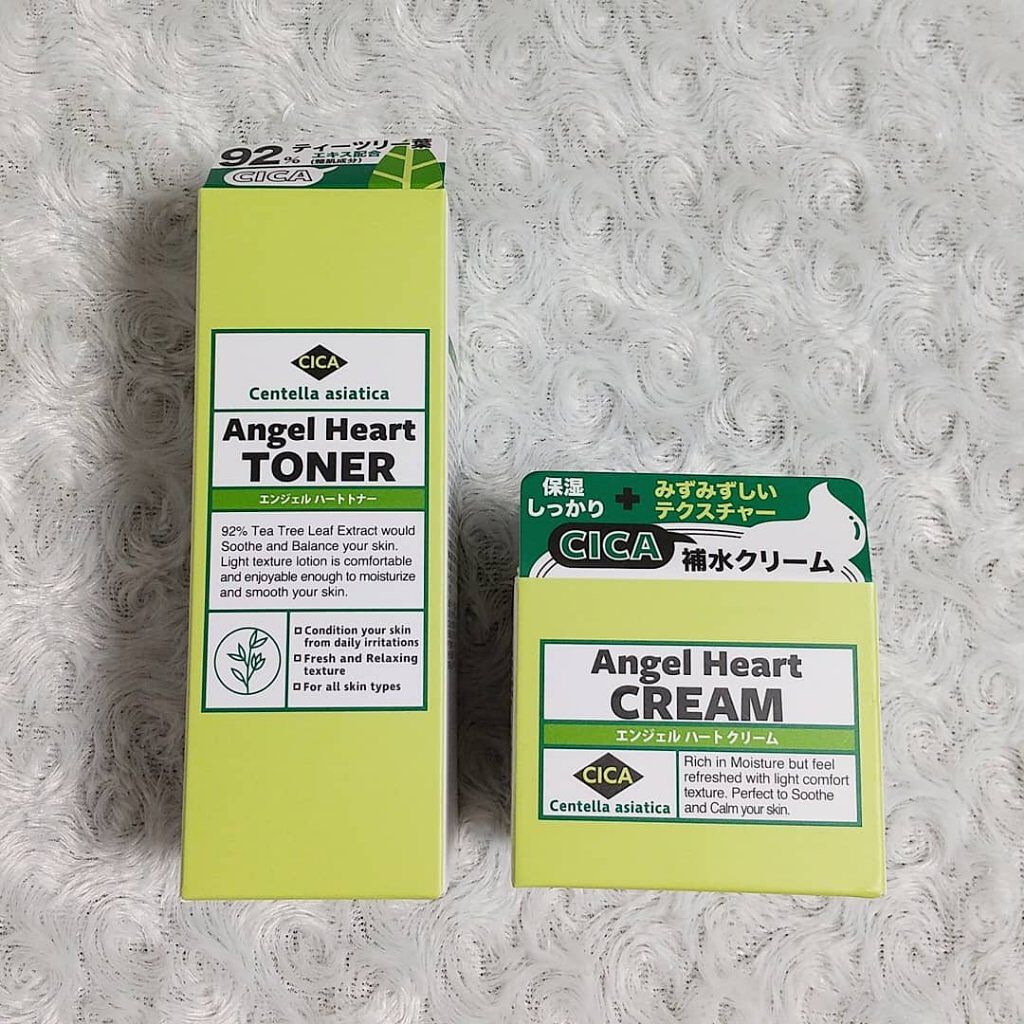 92% ティーツリー葉
エキス配合
(整肌成分)
CICA
CICA
Centella asiatica
Angel Heart
TONER
エンジェル ハート トナー
92% Tea Tree Leaf Extract would
Soothe and Balance your skin.
Light texture lotion is comfortable
and enjoyable enough to moisturize
and smooth your skin.
Condition your skin
from daily irritations
Fresh and Relaxing
texture
For all skin types
保湿
しっかり
+
みずみずしい
テクスチャー
CICA 補水クリーム
Angel Heart
CREAM
エンジェル ハート クリーム
CICA
Centella asiatica
Rich in Moisture but feel
refreshed with light comfort
texture. Perfect to Soothe
and Calm your skin.